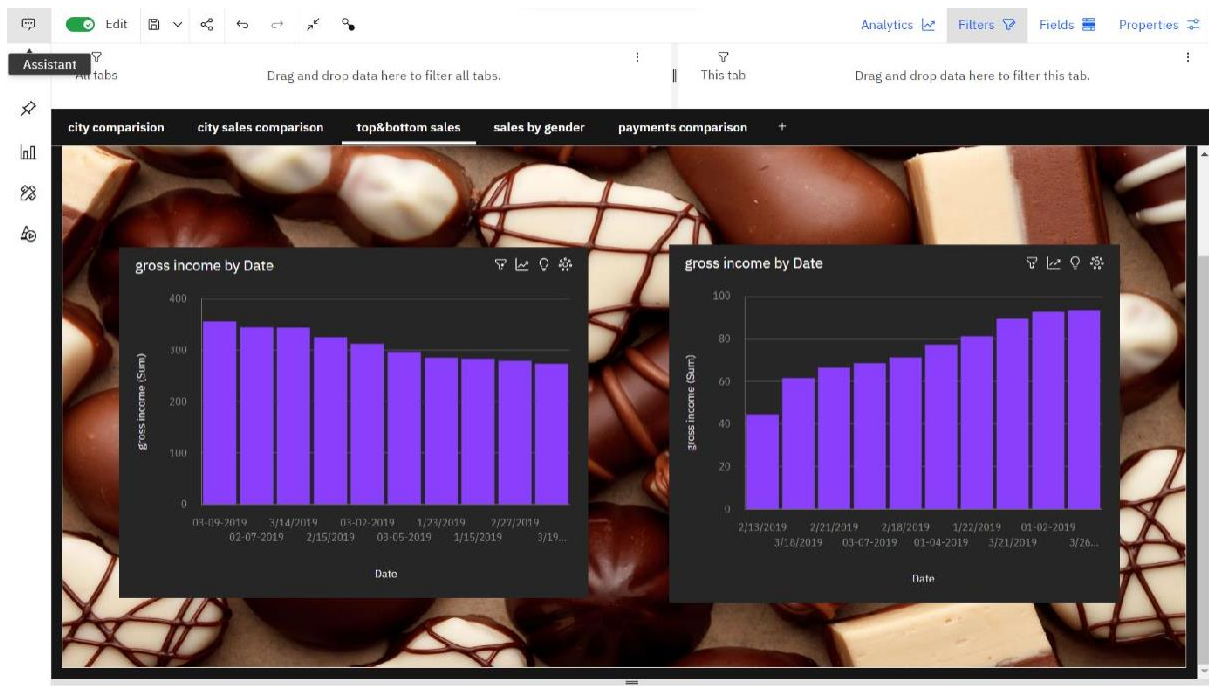 Edit
Analytics
Filters
Fields
Properties
Assistant
All tabs
Drag and drop data here to filter all tabs.
This tab
Drag and drop data here to filter this tab.
city comparision
city sales comparison
top&bottom sales
sales by gender
payments comparison
+
gross income by Date
gross income (Sum)
400
300
200
100
0
03-09-2019 3/14/2019 03-02-2019 1/23/2019 2/27/2019
02-07-2019 2/15/2019 03-05-2019 1/15/2019 3/19...
Date
gross income by Date
gross income (Sum)
100
80
60
40
20
0
2/13/2019 2/21/2019 2/18/2019 1/22/2019 01-02-2019
3/18/2019 03-07-2019 01-04-2019 3/21/2019 3/26...
Date